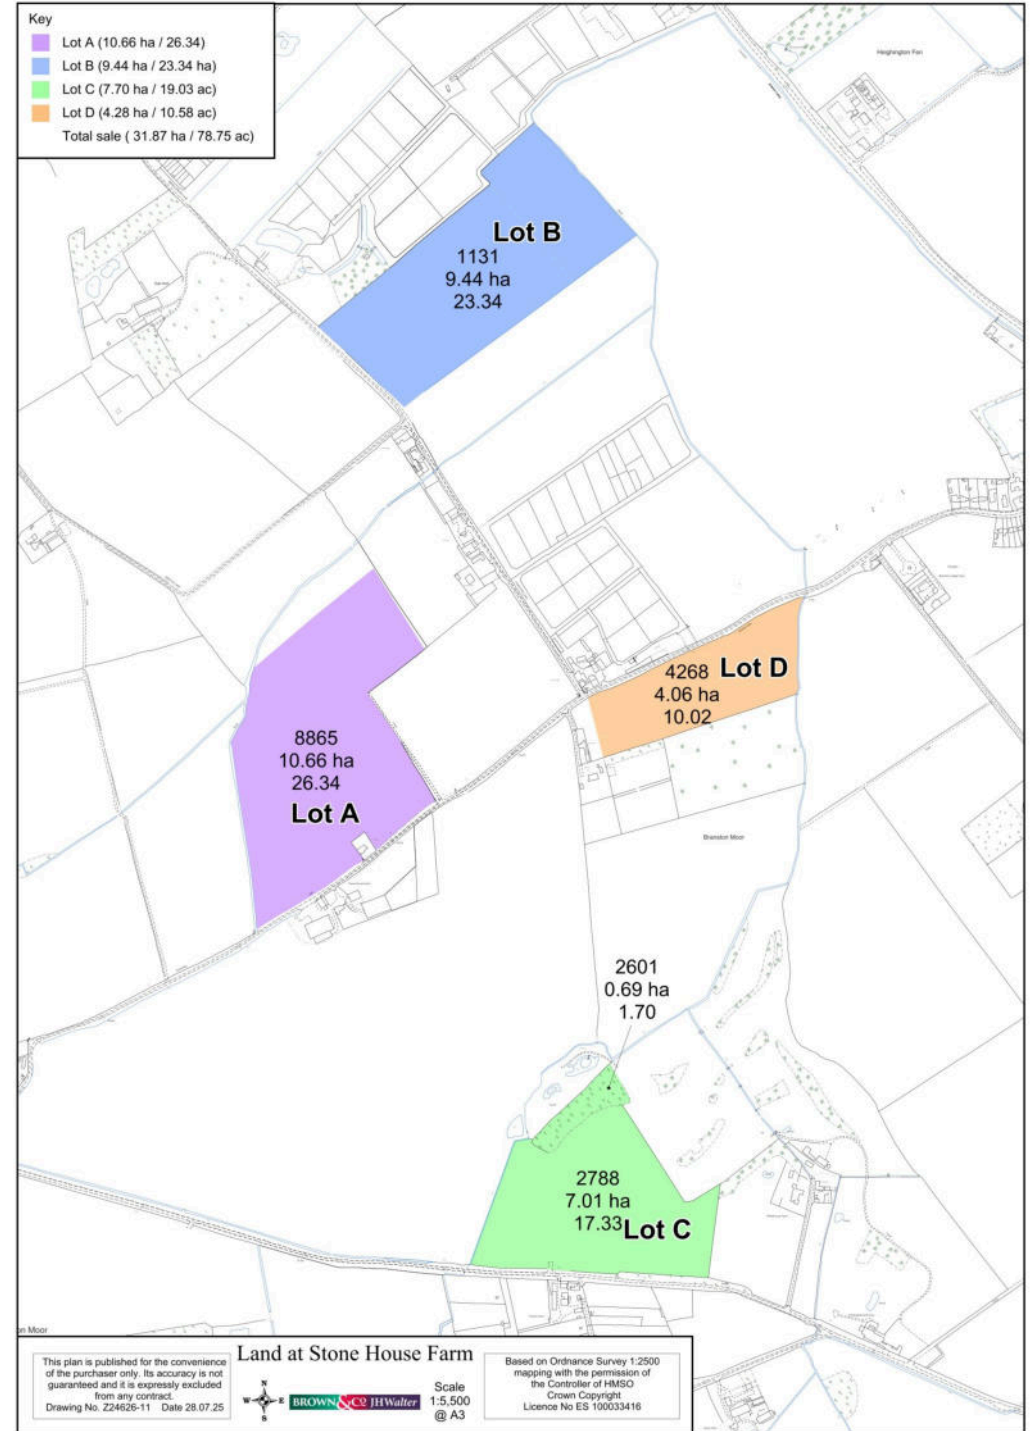 Key
Lot A (10.66 ha / 26.34)
Lot B (9.44 ha / 23.34 ha)
Lot C (7.70 ha / 19.03 ac)
Lot D (4.28 ha / 10.58 ac)
Total sale ( 31.87 ha / 78.75 ac)
Heighington Fen
Lot B
1131
9.44 ha
23.34
4268
Lot D
4.06 ha
10.02
8865
10.66 ha
26.34
Lot A
Branston Moor
2601
0.69 ha
1.70
2788
7.01 ha
17.33
Lot C
on Moor
This plan is published for the convenience
of the purchaser only. Its accuracy is not
guaranteed and it is expressly excluded
from any contract.
Drawing No. Z24626-11 Date 28.07.25
Land at Stone House Farm
N
W E
S
BROWN & CO JHWalter
Scale
1:5,500
@ A3
Based on Ordnance Survey 1:2500
mapping with the permission of
the Controller of HMSO
Crown Copyright
Licence No ES 100033416